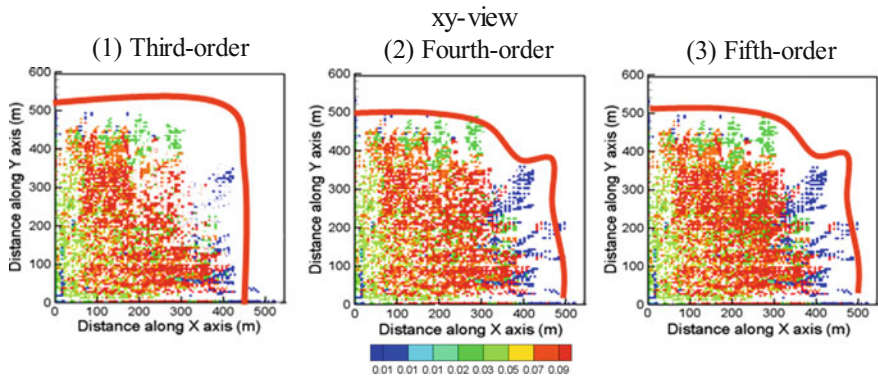 xy-view
(1) Third-order
(2) Fourth-order
(3) Fifth-order
600
500
400
300
200
100
0
Distance along Y axis (m)
0 100 200 300 400 500
Distance along X axis (m)
600
500
400
300
200
100
0
Distance along Y axis (m)
0 100 200 300 400 500
Distance along X axis (m)
600
500
400
300
200
100
0
Distance along Y axis (m)
0 100 200 300 400 500
Distance along X axis (m)
0.01 0.01 0.01 0.02 0.03 0.05 0.07 0.09